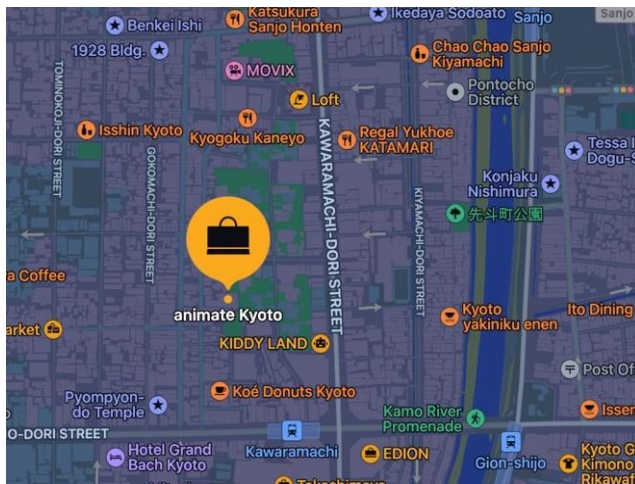 Benkei Ishi
Katsukura
Sanjo Honten
Ikedaya Sodoato
Sanjo
Sanjo
1928 Bldg.
MOVIX
Chao Chao Sanjo
Kiyamachi
Loft
Pontocho
District
TOMINOKOJI-DORI STREET
Isshin Kyoto
Kyogoku Kaneyo
KAWARAMACHI-DORI STREET
Regal Yukhoe
KATAMARI
GOKOMACHI-DORI STREET
KIYAMACHI-DORI STREET
Tessa
Dogu-S
Konjaku
Nishimura
先斗町公園
a Coffee
animate Kyoto
Kyoto
yakiniku enen
Ito Dining
arket
KIDDY LAND
Post Of
Koé Donuts Kyoto
Pyompyon-
do Temple
Kamo River
Promenade
Isser
O-DORI STREET
Hotel Grand
Bach Kyoto
Kawaramachi
EDION
Gion-shijo
Kyoto G
Kimono
Rikawar
Takashimaya